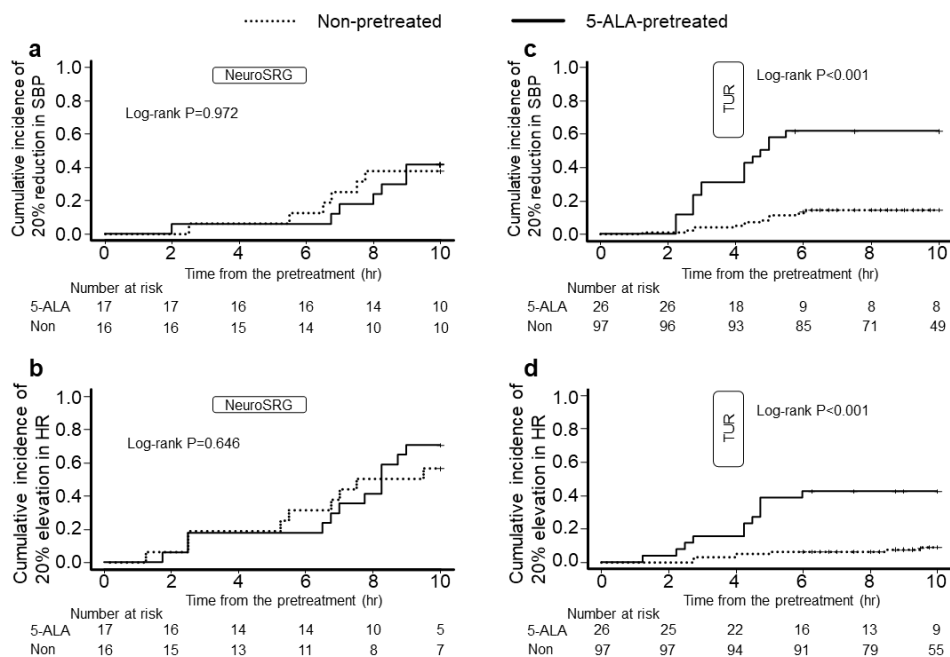 Non-pretreated 5-ALA-pretreated
a
Cumulative incidence of
20% reduction in SBP
1.0
0.8
0.6
0.4
0.2
0.0
NeuroSRG
Log-rank P=0.972
0 2 4 6 8 10
Time from the pretreatment (hr)
Number at risk
5-ALA 17 17 16 16 14 10
Non 16 16 15 14 10 10
c
Cumulative incidence of
20% reduction in SBP
1.0
0.8
0.6
0.4
0.2
0.0
TUR
Log-rank P<0.001
0 2 4 6 8 10
Time from the pretreatment (hr)
Number at risk
5-ALA 26 26 18 9 8 8
Non 97 96 93 85 71 49
b
Cumulative incidence of
20% elevation in HR
1.0
0.8
0.6
0.4
0.2
0.0
NeuroSRG
Log-rank P=0.646
0 2 4 6 8 10
Time from the pretreatment (hr)
Number at risk
5-ALA 17 16 14 14 10 5
Non 16 15 13 11 8 7
d
Cumulative incidence of
20% elevation in HR
1.0
0.8
0.6
0.4
0.2
0.0
TUR
Log-rank P<0.001
0 2 4 6 8 10
Time from the pretreatment (hr)
Number at risk
5-ALA 26 25 22 16 13 9
Non 97 97 94 91 79 55